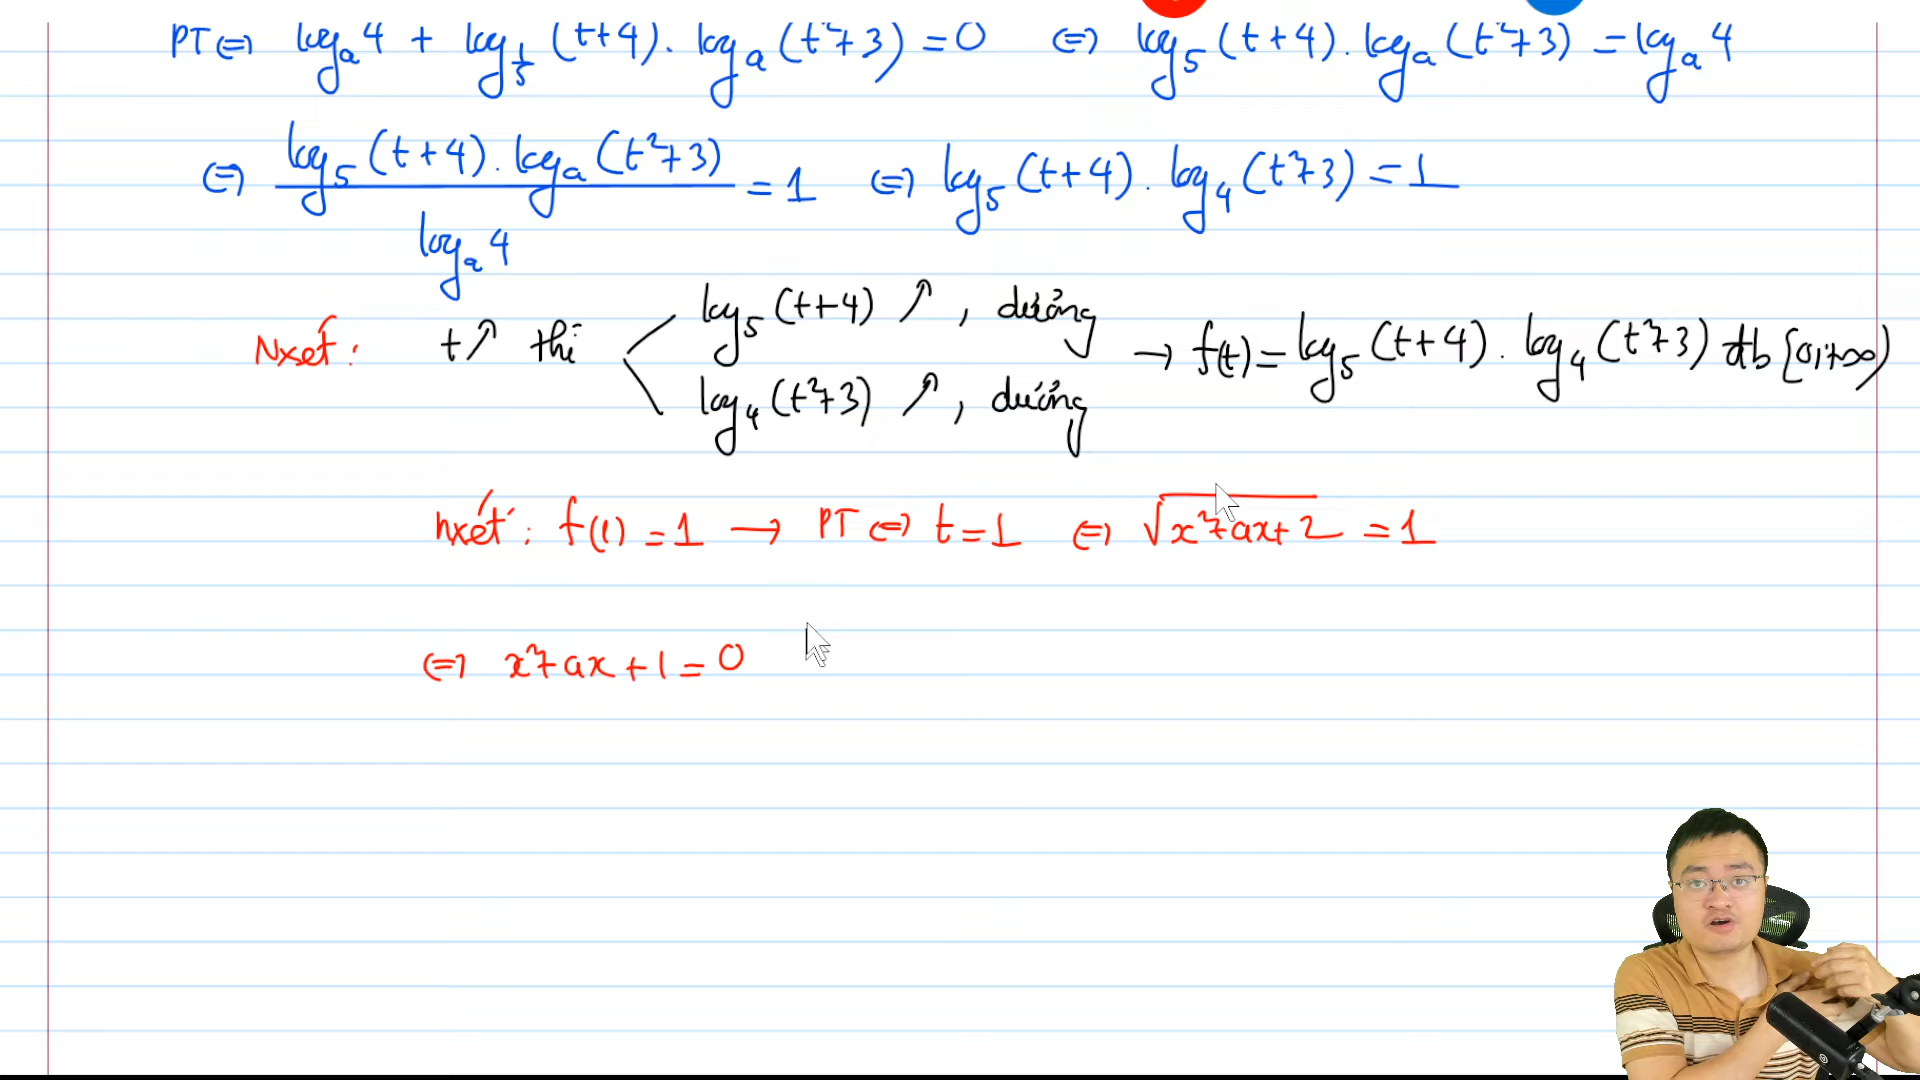 PT ⇔ log_a 4 + log_{1/5} (t+4) . log_a (t²+3) = 0 ⇔ log_5 (t+4) . log_a (t²+3) = log_a 4
⇔ \frac{log_5 (t+4) . log_a (t²+3)}{log_a 4} = 1 ⇔ log_5 (t+4) . log_4 (t²+3) = 1
Nxét: t↗ thì log_5 (t+4) ↗, dương → f(t) = log_5 (t+4) . log_4 (t²+3) đb [0;+∞)
log_4 (t²+3) ↗, dương
nxét: f(1) = 1 → PT ⇔ t = 1 ⇔ √(x²+ax+2) = 1
⇔ x²+ax+1 = 0